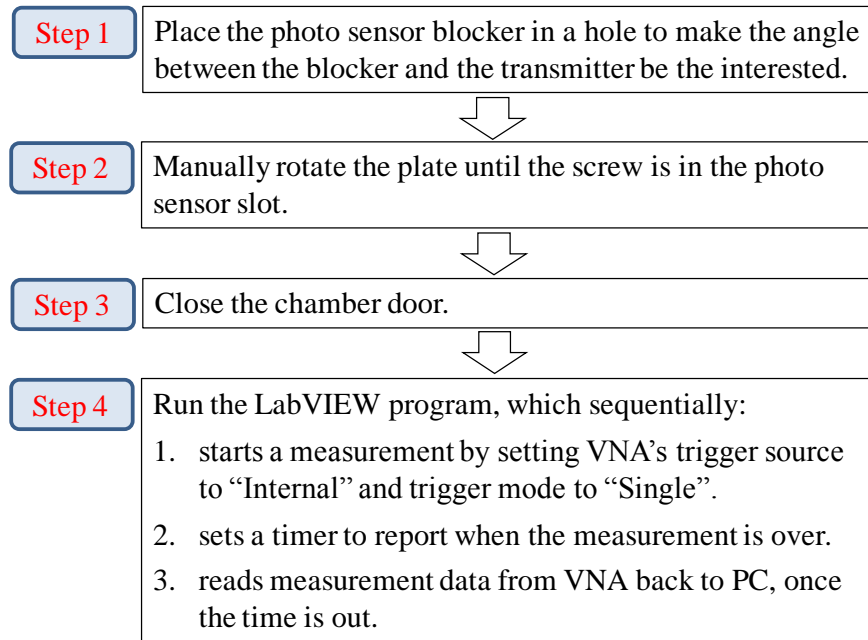 Step 1
Place the photo sensor blocker in a hole to make the angle
between the blocker and the transmitter be the interested.
Step 2
Manually rotate the plate until the screw is in the photo
sensor slot.
Step 3
Close the chamber door.
Step 4
Run the LabVIEW program, which sequentially:
1. starts a measurement by setting VNA’s trigger source
to “Internal” and trigger mode to “Single”.
2. sets a timer to report when the measurement is over.
3. reads measurement data from VNA back to PC, once
the time is out.